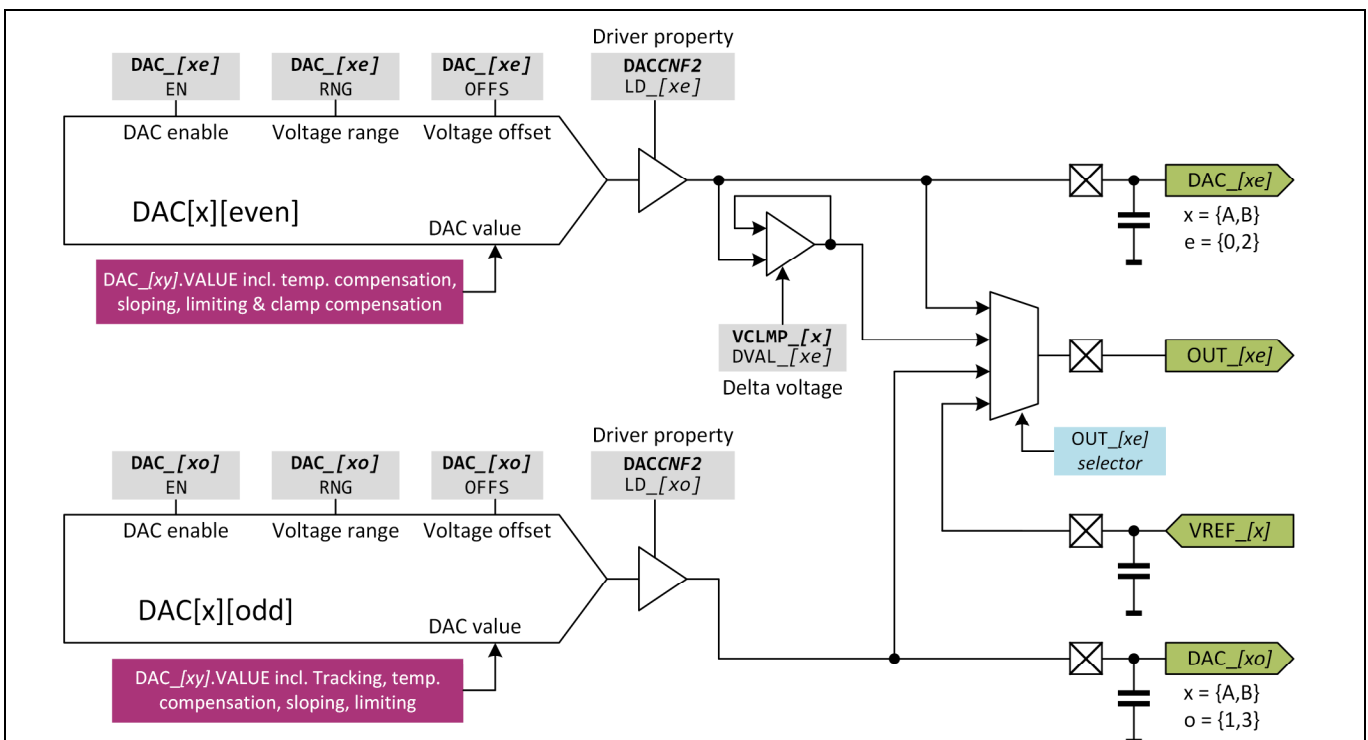 Driver property
DAC_[xe]
EN
DAC_[xe]
RNG
DAC_[xe]
OFFS
DACCNF2
LD_[xe]
DAC enable
Voltage range
Voltage offset
DAC[x][even]
DAC value
DAC_[xy].VALUE incl. temp. compensation,
sloping, limiting & clamp compensation
VCLMP_[x]
DVAL_[xe]
Delta voltage
DAC_[xe]
x = {A,B}
e = {0,2}
OUT_[xe]
OUT_[xe]
selector
Driver property
DAC_[xo]
EN
DAC_[xo]
RNG
DAC_[xo]
OFFS
DACCNF2
LD_[xo]
DAC enable
Voltage range
Voltage offset
DAC[x][odd]
DAC value
DAC_[xy].VALUE incl. Tracking, temp.
compensation, sloping, limiting
VREF_[x]
DAC_[xo]
x = {A,B}
o = {1,3}